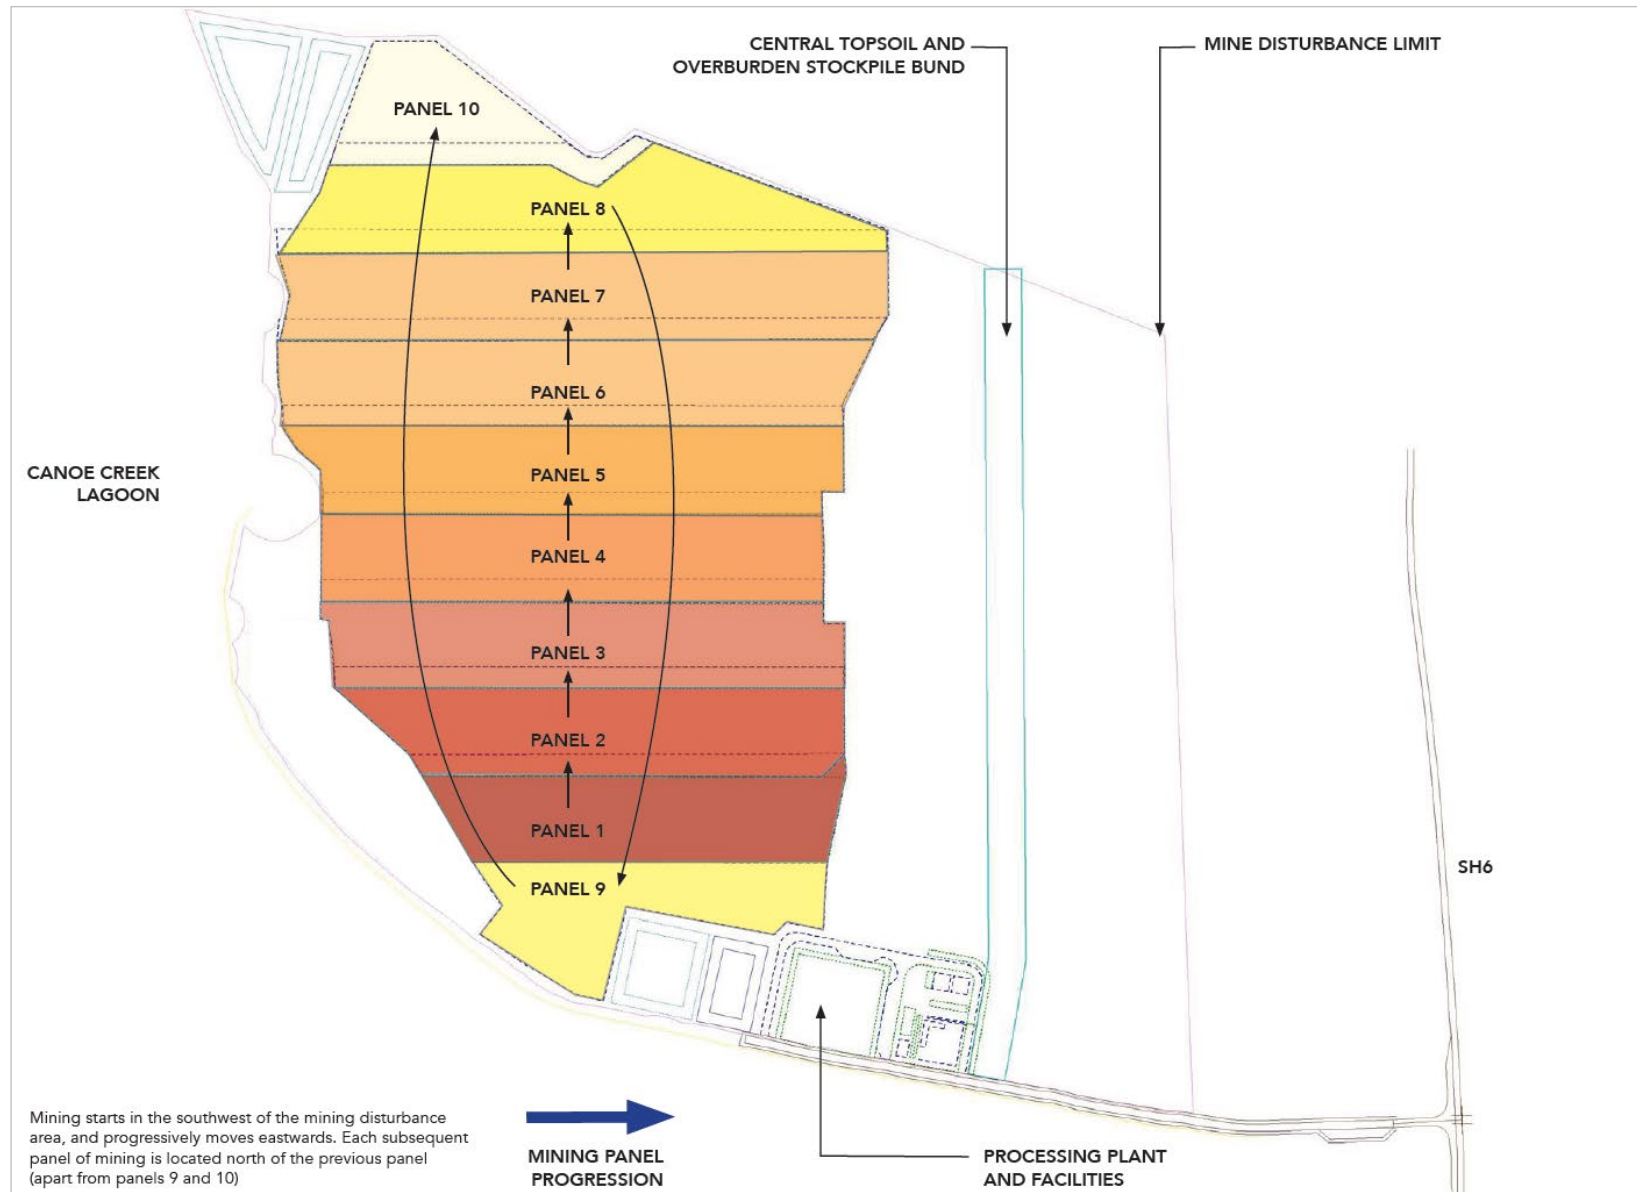 CENTRAL TOPSOIL AND
OVERBURDEN STOCKPILE BUND
MINE DISTURBANCE LIMIT
PANEL 10
PANEL 8
PANEL 7
PANEL 6
PANEL 5
PANEL 4
PANEL 3
PANEL 2
PANEL 1
PANEL 9
CANOE CREEK
LAGOON
SH6
Mining starts in the southwest of the mining disturbance
area, and progressively moves eastwards. Each subsequent
panel of mining is located north of the previous panel
(apart from panels 9 and 10)
MINING PANEL
PROGRESSION
PROCESSING PLANT
AND FACILITIES